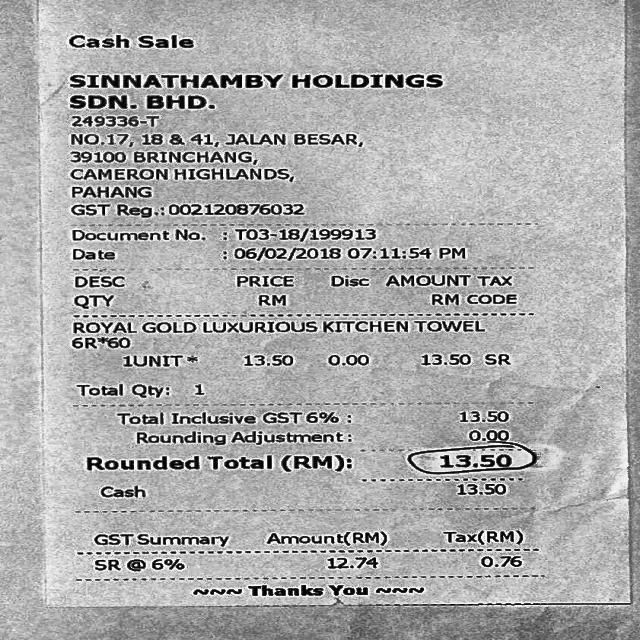 Cash Sale
SINNATHAMBY HOLDINGS
SDN. BHD.
249336-T
NO.17, 18 & 41, JALAN BESAR,
39100 BRINCHANG,
CAMERON HIGHLANDS,
PAHANG
GST Reg.:002120876032
Document No. : T03-18/199913
Date : 06/02/2018 07:11:54 PM
DESC PRICE Disc AMOUNT TAX
QTY RM RM CODE
ROYAL GOLD LUXURIOUS KITCHEN TOWEL
6R*60
1UNIT * 13.50 0.00 13.50 SR
Total Qty: 1
Total Inclusive GST 6% : 13.50
Rounding Adjustment : 0.00
Rounded Total (RM): 13.50
Cash 13.50
GST Summary Amount(RM) Tax(RM)
SR @ 6% 12.74 0.76
~~~ Thanks You ~~~